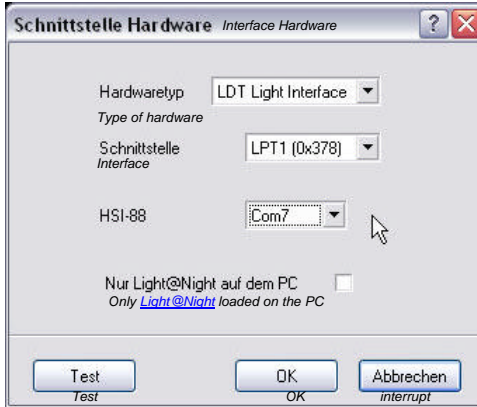 Schnittstelle Hardware Interface Hardware
Hardwaretyp LDT Light Interface
Type of hardware
Schnittstelle LPT1 (0x378)
Interface
HSI-88 Com7
Nur Light@Night auf dem PC
Only Light@Night loaded on the PC
Test OK Abbrechen
Test OK interrupt